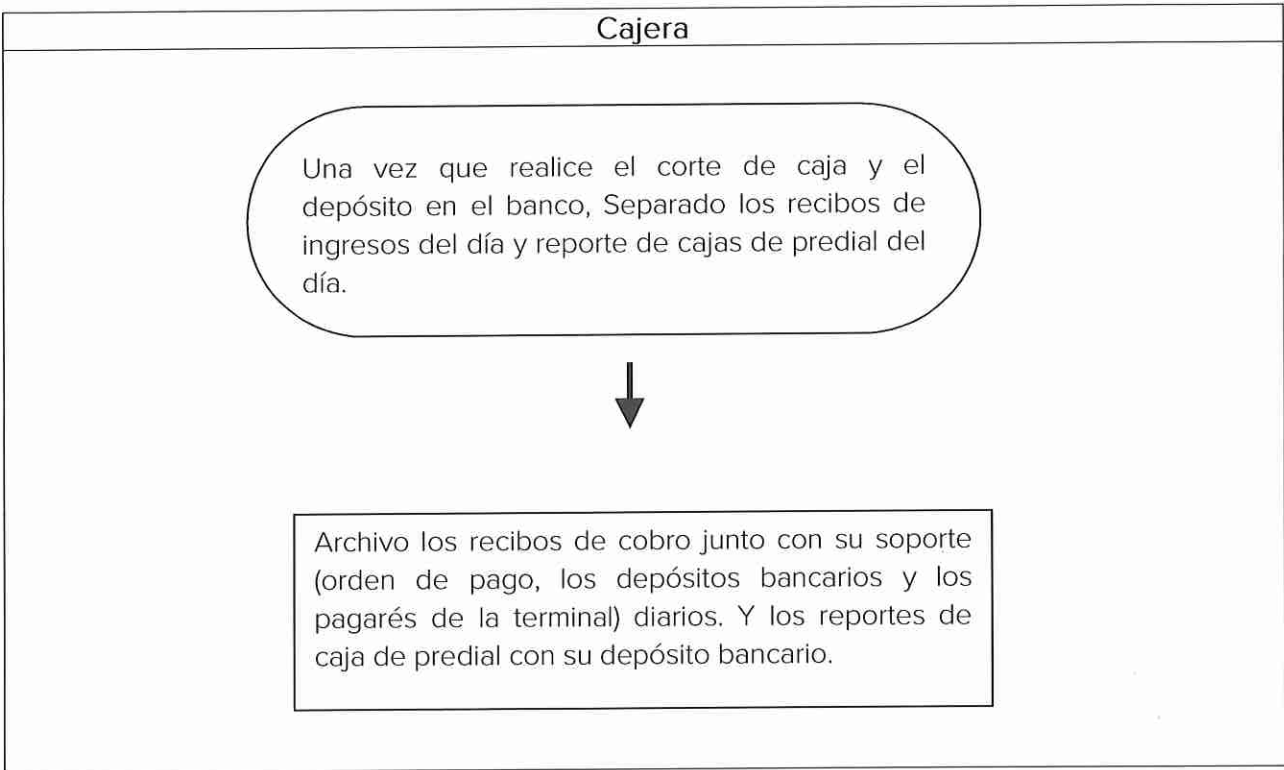 Cajera
Una vez que realice el corte de caja y el
depósito en el banco, Separado los recibos de
ingresos del día y reporte de cajas de predial del
día.
Archivo los recibos de cobro junto con su soporte
(orden de pago, los depósitos bancarios y los
pagarés de la terminal) diarios. Y los reportes de
caja de predial con su depósito bancario.